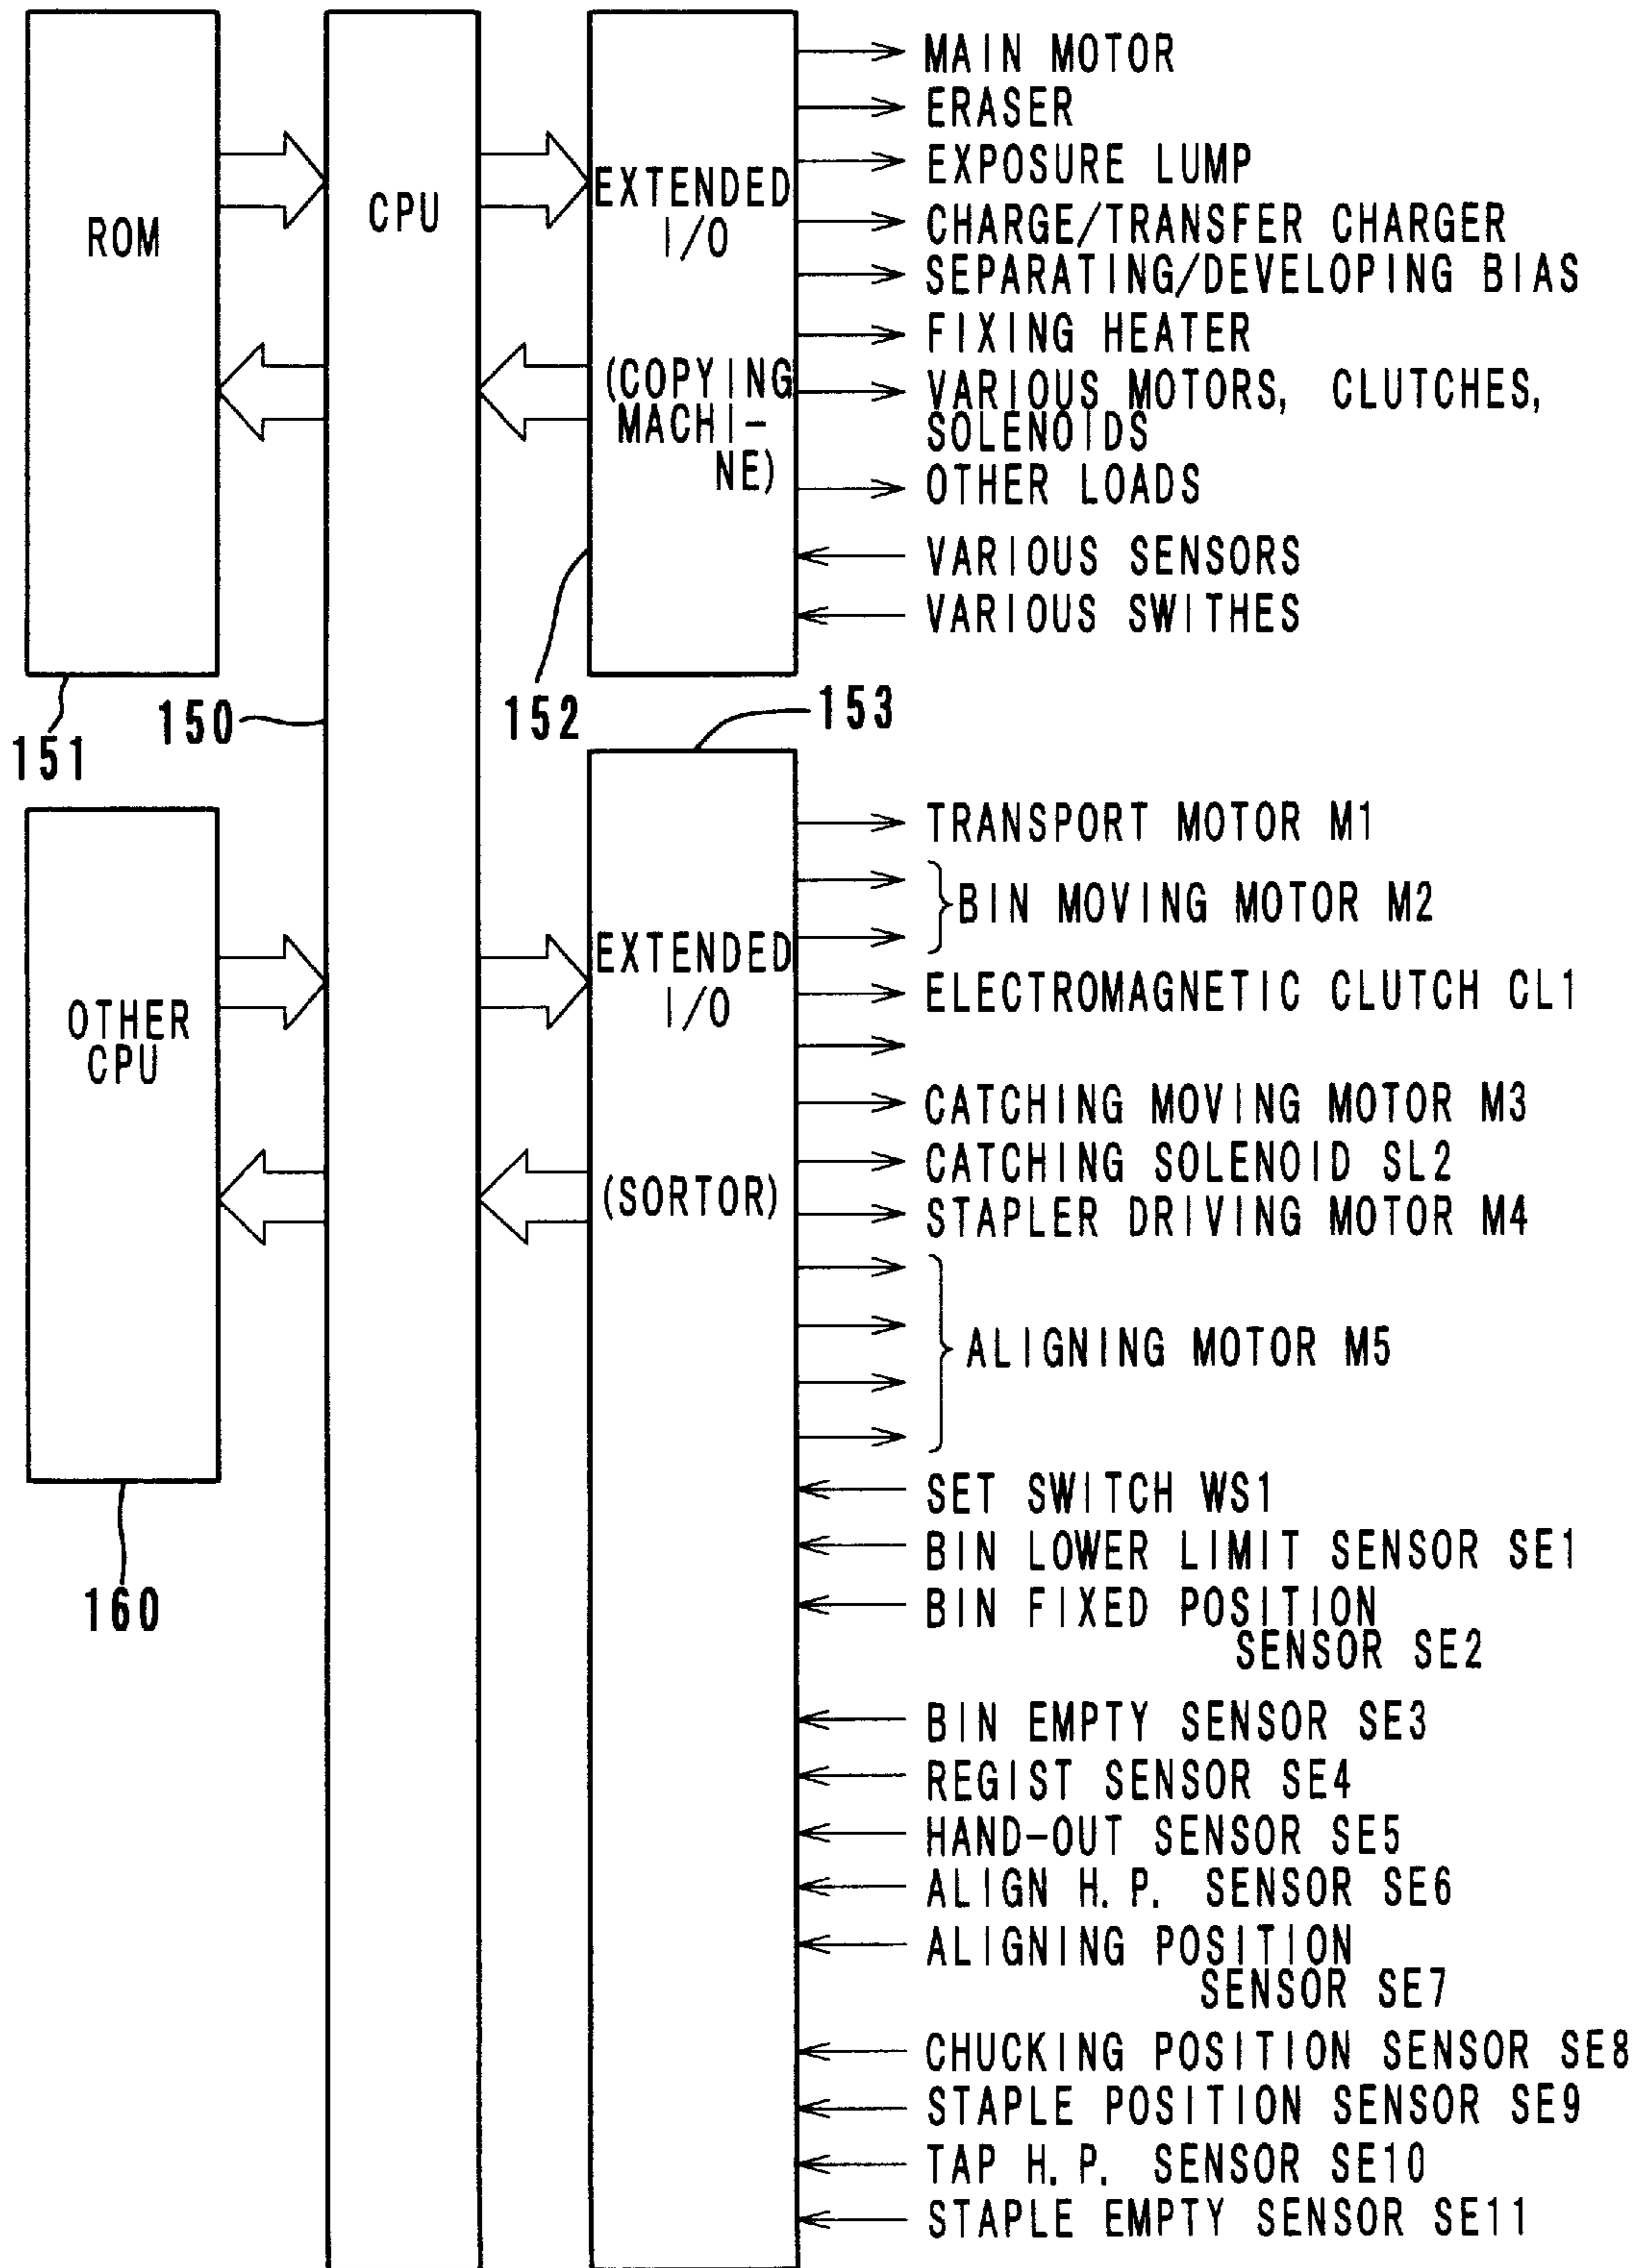 ROM
151
CPU
150
EXTENDED
I/O
(COPYING
MACHI-
NE)
152
MAIN MOTOR
ERASER
EXPOSURE LUMP
CHARGE/TRANSFER CHARGER
SEPARATING/DEVELOPING BIAS
FIXING HEATER
VARIOUS MOTORS, CLUTCHES,
SOLENOIDS
OTHER LOADS
VARIOUS SENSORS
VARIOUS SWITHES
OTHER
CPU
160
153
EXTENDED
I/O
(SORTOR)
TRANSPORT MOTOR M1
BIN MOVING MOTOR M2
ELECTROMAGNETIC CLUTCH CL1
CATCHING MOVING MOTOR M3
CATCHING SOLENOID SL2
STAPLER DRIVING MOTOR M4
ALIGNING MOTOR M5
SET SWITCH WS1
BIN LOWER LIMIT SENSOR SE1
BIN FIXED POSITION
SENSOR SE2
BIN EMPTY SENSOR SE3
REGIST SENSOR SE4
HAND-OUT SENSOR SE5
ALIGN H.P. SENSOR SE6
ALIGNING POSITION
SENSOR SE7
CHUCKING POSITION SENSOR SE8
STAPLE POSITION SENSOR SE9
TAP H.P. SENSOR SE10
STAPLE EMPTY SENSOR SE11